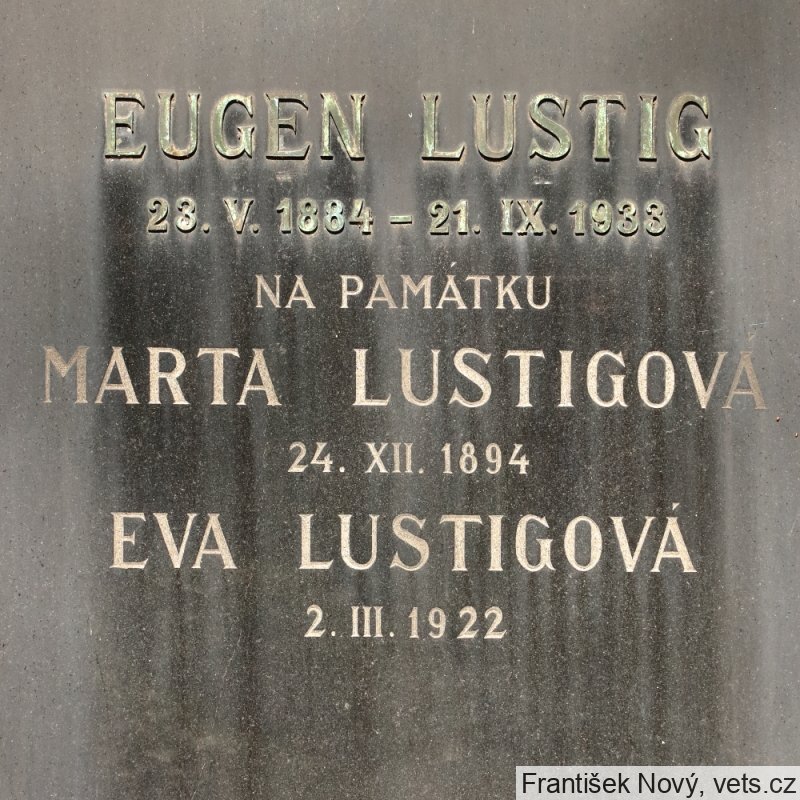 EUGEN LUSTIG
23. V. 1884 – 21. IX. 1933
NA PAMÁTKU
MARTA LUSTIGOVÁ
24. XII. 1894
EVA LUSTIGOVÁ
2. III. 1922
František Nový, vets.cz